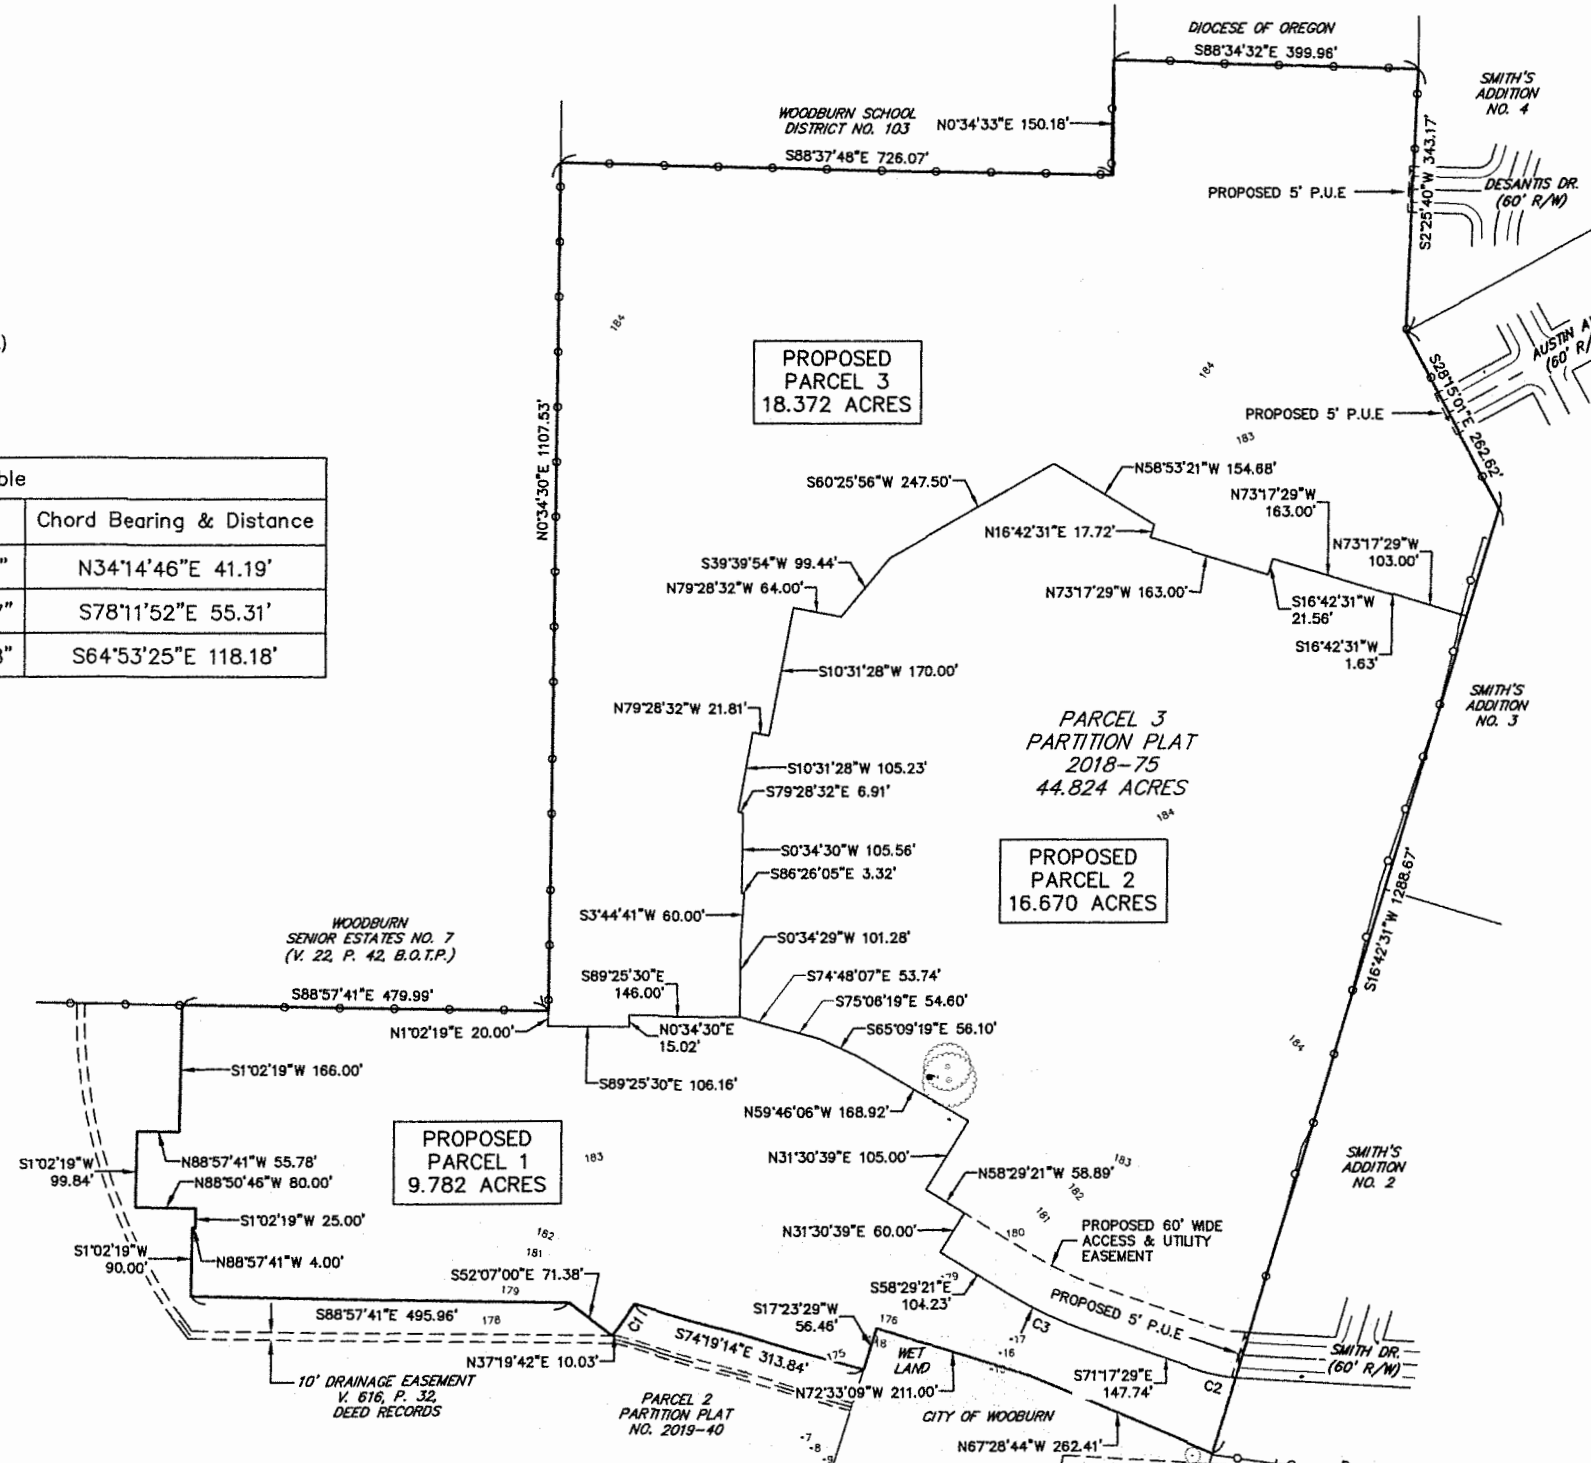 DIOCESE OF OREGON
S88°34'32"E 399.96'
SMITH'S
ADDITION
NO. 4
WOODBURN SCHOOL
DISTRICT NO. 103
N0°34'33"E 150.18'
S88°37'48"E 726.07'
S2°25'40"W 343.17'
PROPOSED 5' P.U.E
DESANTIS DR.
(60' R/W)
184
PROPOSED
PARCEL 3
18.372 ACRES
184
AUSTIN
(60'
S28°15'01"E 262.62'
PROPOSED 5' P.U.E
183
N0°34'30"E 1107.53'
Chord Bearing & Distance
N34°14'46"E 41.19'
S78°11'52"E 55.31'
S64°53'25"E 118.18'
S60°25'56"W 247.50'
N58°53'21"W 154.68'
N73°17'29"W
163.00'
N16°42'31"E 17.72'
N73°17'29"W
103.00'
S39°39'54"W 99.44'
N79°28'32"W 64.00'
N73°17'29"W 163.00'
S16°42'31"W
21.56'
S16°42'31"W
1.63'
S10°31'28"W 170.00'
N79°28'32"W 21.81'
SMITH'S
ADDITION
NO. 3
PARCEL 3
PARTITION PLAT
2018-75
44.824 ACRES
S10°31'28"W 105.23'
S79°28'32"E 6.91'
184
S0°34'30"W 105.56'
S86°26'05"E 3.32'
PROPOSED
PARCEL 2
16.670 ACRES
S16°42'31"W 1288.67'
S3°44'41"W 60.00'
WOODBURN
SENIOR ESTATES NO. 7
(V. 22, P. 42, B.O.T.P.)
S0°34'29"W 101.28'
S89°25'30"E
146.00'
S74°48'07"E 53.74'
S88°57'41"E 479.99'
S75°06'19"E 54.60'
N1°02'19"E 20.00'
N0°34'30"E
15.02'
S65°09'19"E 56.10'
184
S1°02'19"W 166.00'
S89°25'30"E 106.16'
N59°46'06"W 168.92'
PROPOSED
PARCEL 1
9.782 ACRES
183
N31°30'39"E 105.00'
N58°29'21"W 58.89'
183
182
181
180
SMITH'S
ADDITION
NO. 2
S1°02'19"W
99.84'
N88°57'41"W 55.78'
N88°50'46"W 80.00'
S1°02'19"W 25.00'
N31°30'39"E 60.00'
PROPOSED 60' WIDE
ACCESS & UTILITY
EASEMENT
182
181
S1°02'19"W
90.00'
N88°57'41"W 4.00'
S52°07'00"E 71.38'
179
S58°29'21"E
104.23'
179
S88°57'41"E 495.96'
178
C1
S74°19'14"E 313.84'
S17°23'29"W
56.46'
176
175
WET
LAND
C3
PROPOSED 5' P.U.E
SMITH DR.
(60' R/W)
N37°19'42"E 10.03'
N72°33'09"W 211.00'
S71°17'29"E
147.74'
C2
10' DRAINAGE EASEMENT
V. 616, P. 32,
DEED RECORDS
PARCEL 2
PARTITION PLAT
NO. 2019-40
CITY OF WOOBURN
N67°28'44"W 262.41'